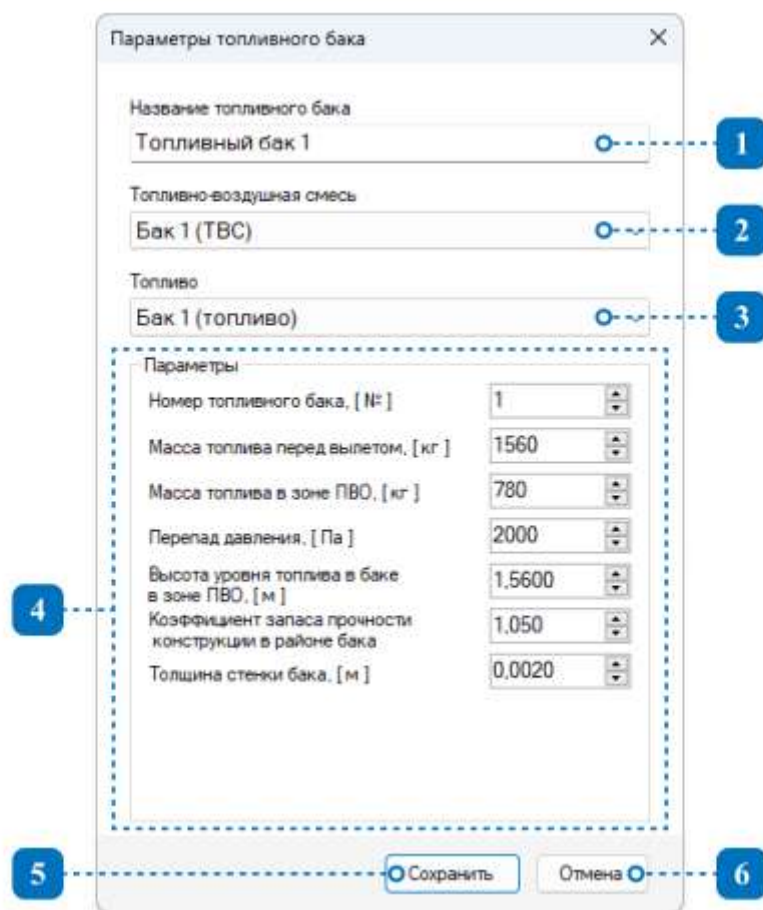 Параметры топливного бака
Название топливного бака
Топливный бак 1
1
Топливно-воздушная смесь
Бак 1 (ТВС)
2
Топливо
Бак 1 (топливо)
3
Параметры
Номер топливного бака, [ № ] 1
Масса топлива перед вылетом, [ кг ] 1560
Масса топлива в зоне ПВО, [ кг ] 780
Перепад давления, [ Па ] 2000
Высота уровня топлива в баке
в зоне ПВО, [ м ] 1,5600
4
Коэффициент запаса прочности
конструкции в районе бака 1,050
Толщина стенки бака, [ м ] 0,0020
5
Сохранить Отмена
6